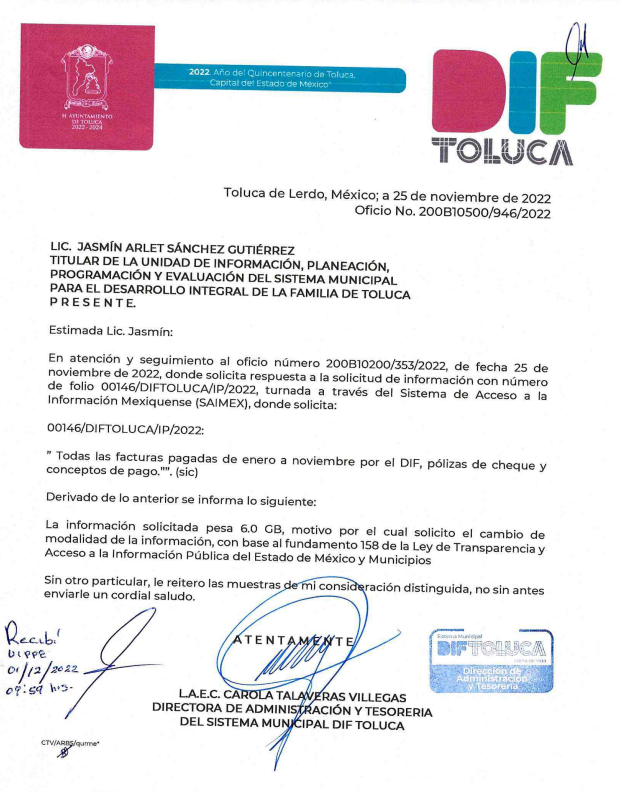 H. AYUNTAMIENTO
DE TOLUCA
2022 - 2024
"2022. Año del Quincentenario de Toluca,
Capital del Estado de México"
DIF
TOLUCA
Toluca de Lerdo, México; a 25 de noviembre de 2022
Oficio No. 200B10500/946/2022
LIC. JASMÍN ARLET SÁNCHEZ GUTIÉRREZ
TITULAR DE LA UNIDAD DE INFORMACIÓN, PLANEACIÓN,
PROGRAMACIÓN Y EVALUACIÓN DEL SISTEMA MUNICIPAL
PARA EL DESARROLLO INTEGRAL DE LA FAMILIA DE TOLUCA
P R E S E N T E.
Estimada Lic. Jasmín:
En atención y seguimiento al oficio número 200B10200/353/2022, de fecha 25 de
noviembre de 2022, donde solicita respuesta a la solicitud de información con número
de folio 00146/DIFTOLUCA/IP/2022, turnada a través del Sistema de Acceso a la
Información Mexiquense (SAIMEX), donde solicita:
00146/DIFTOLUCA/IP/2022:
" Todas las facturas pagadas de enero a noviembre por el DIF, pólizas de cheque y
conceptos de pago."". (sic)
Derivado de lo anterior se informa lo siguiente:
La información solicitada pesa 6.0 GB, motivo por el cual solicito el cambio de
modalidad de la información, con base al fundamento 158 de la Ley de Transparencia y
Acceso a la Información Pública del Estado de México y Municipios
Sin otro particular, le reitero las muestras de mi consideración distinguida, no sin antes
enviarle un cordial saludo.
Recibí
UIPPE
01/12/2022
09:59 hrs.
A T E N T A M E N T E
Sistema Municipal
DIF TOLUCA
Dirección de
Administración
y Tesorería
L.A.E.C. CAROLA TALAVERAS VILLEGAS
DIRECTORA DE ADMINISTRACIÓN Y TESORERIA
DEL SISTEMA MUNICIPAL DIF TOLUCA
CTV/ARBS/qurme*